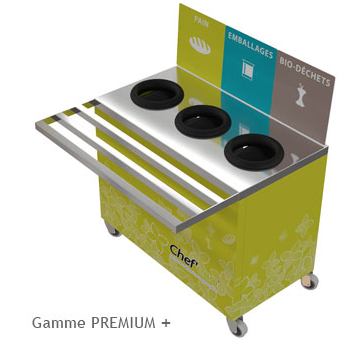 PAIN
EMBALLAGES
BIO-DÉCHETS
Chef'
Gamme PREMIUM +